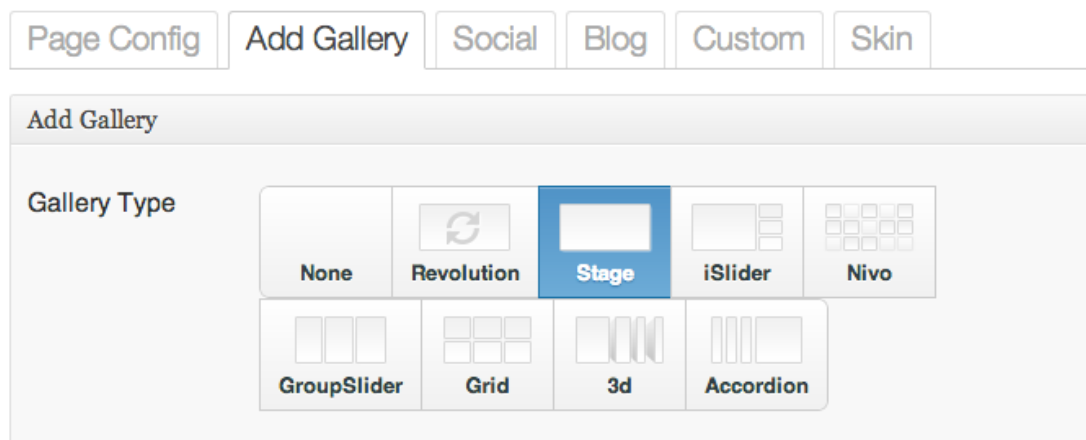 Page Config Add Gallery Social Blog Custom Skin
Add Gallery
Gallery Type
None Revolution Stage iSlider Nivo
GroupSlider Grid 3d Accordion